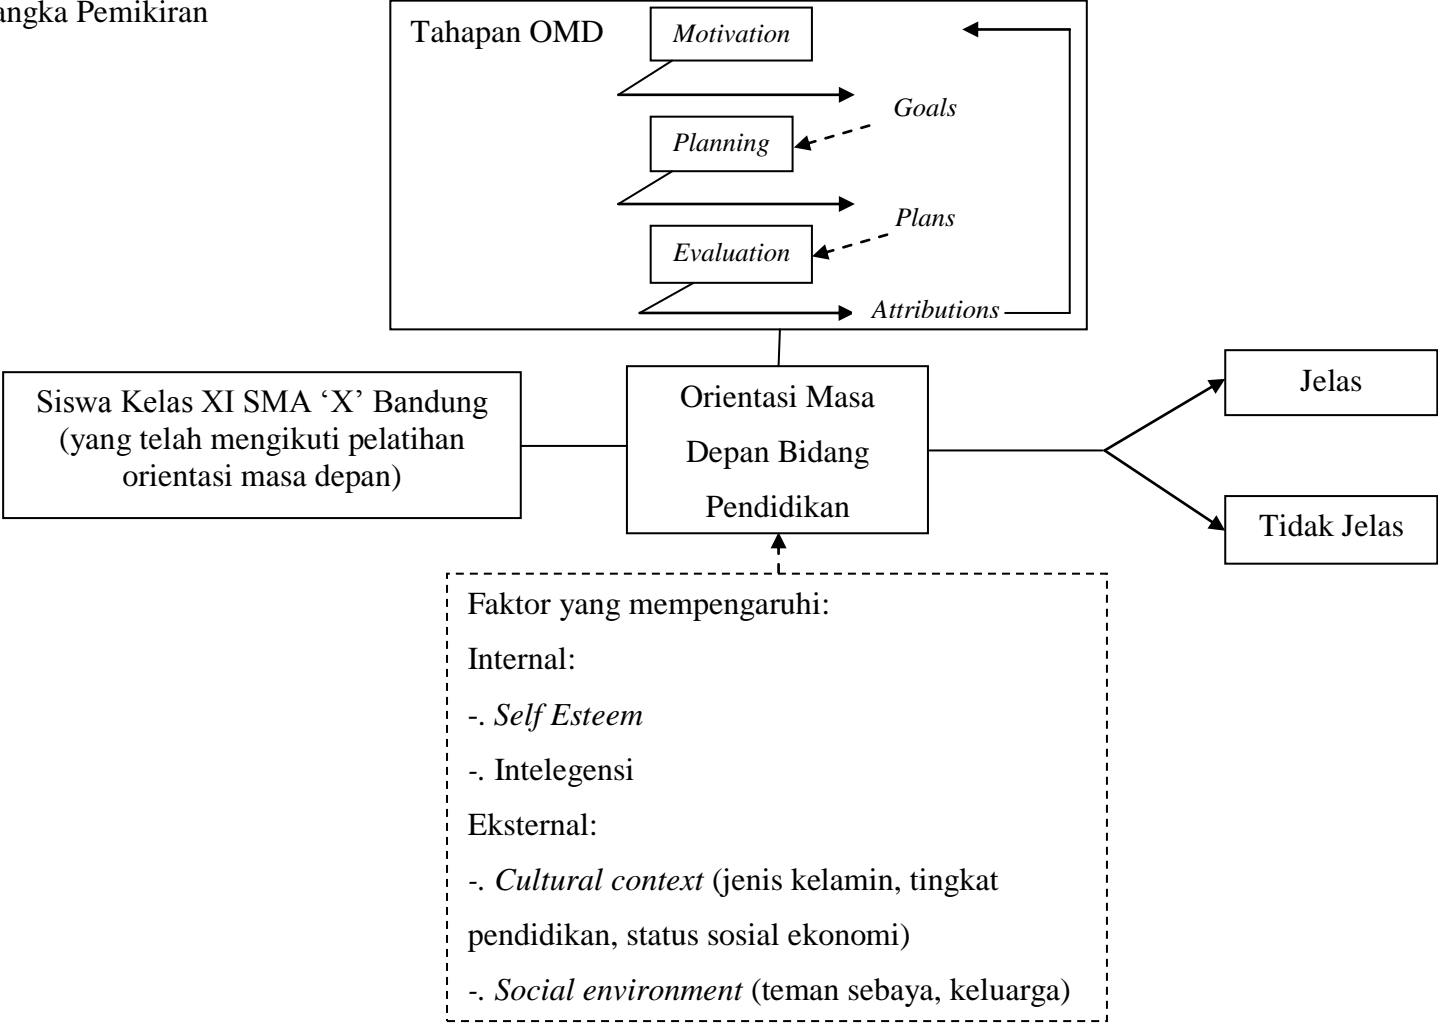 angka Pemikiran
Tahapan OMD
Motivation
Goals
Planning
Plans
Evaluation
Attributions
Siswa Kelas XI SMA ‘X’ Bandung
(yang telah mengikuti pelatihan
orientasi masa depan)
Orientasi Masa
Depan Bidang
Pendidikan
Jelas
Tidak Jelas
Faktor yang mempengaruhi:
Internal:
-. Self Esteem
-. Intelegensi
Eksternal:
-. Cultural context (jenis kelamin, tingkat
pendidikan, status sosial ekonomi)
-. Social environment (teman sebaya, keluarga)